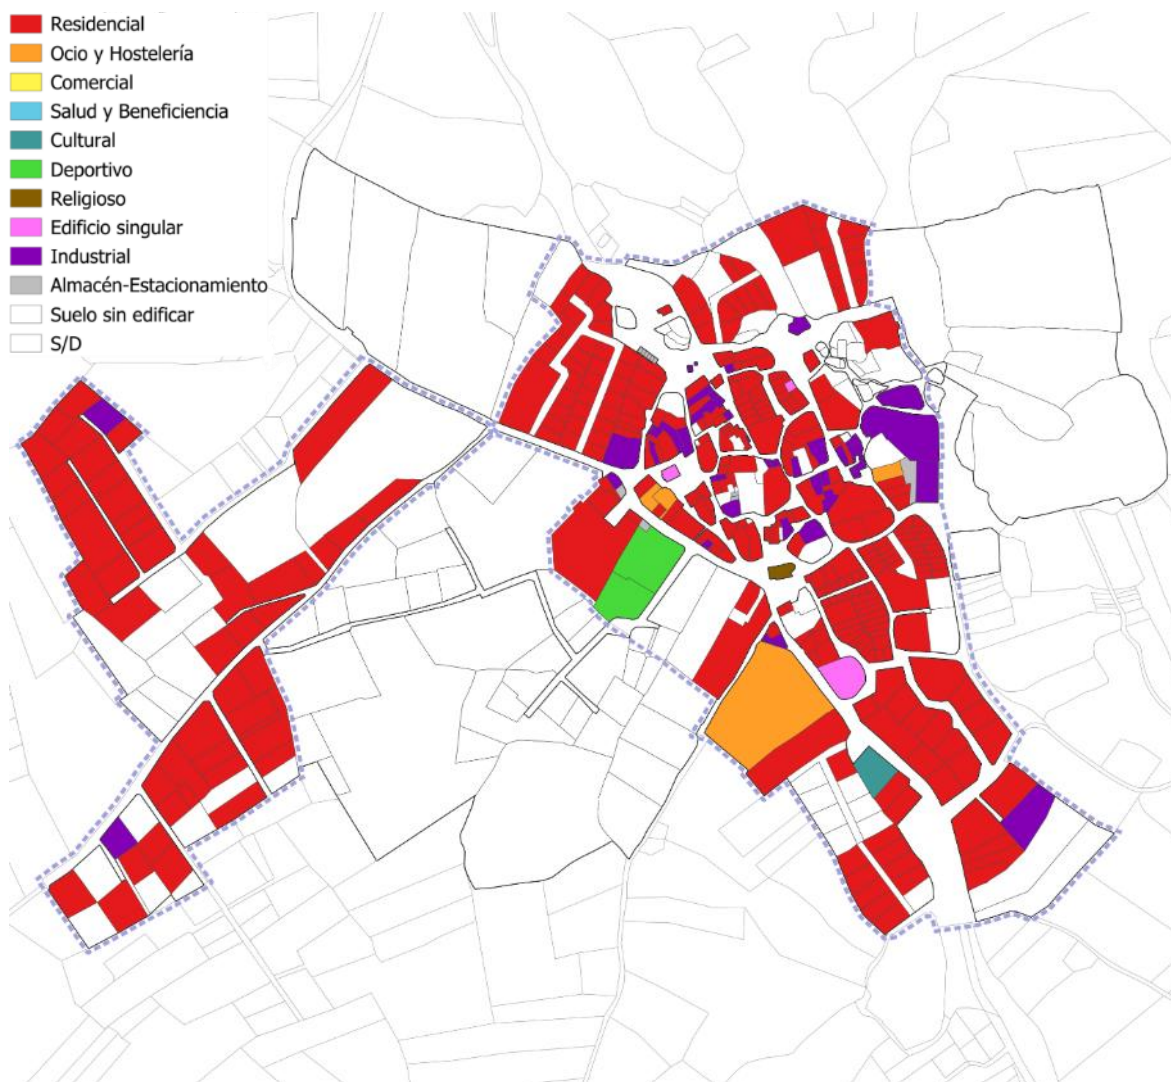 Residencial
Ocio y Hostelería
Comercial
Salud y Beneficiencia
Cultural
Deportivo
Religioso
Edificio singular
Industrial
Almacén-Estacionamiento
Suelo sin edificar
S/D